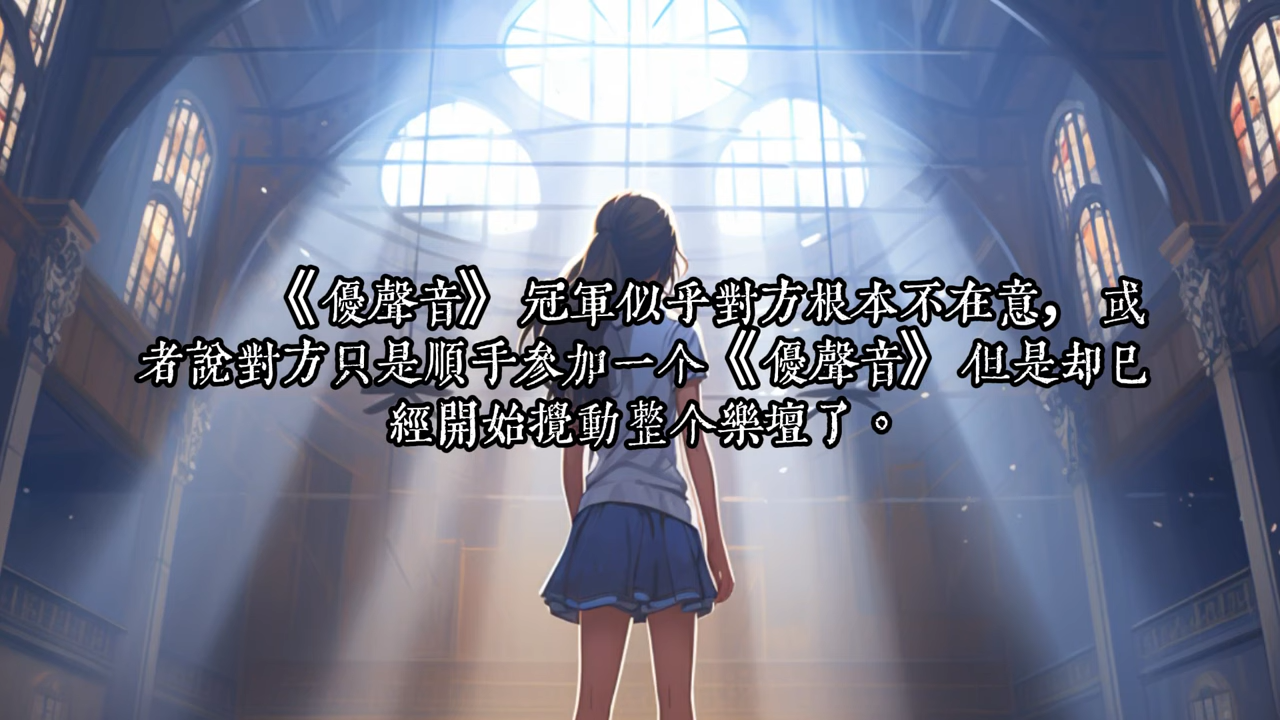 《優聲音》 冠軍似乎對方根本不在意， 或
者說對方只是順手參加一个《優聲音》 但是却已
經開始攪動整个樂壇了。